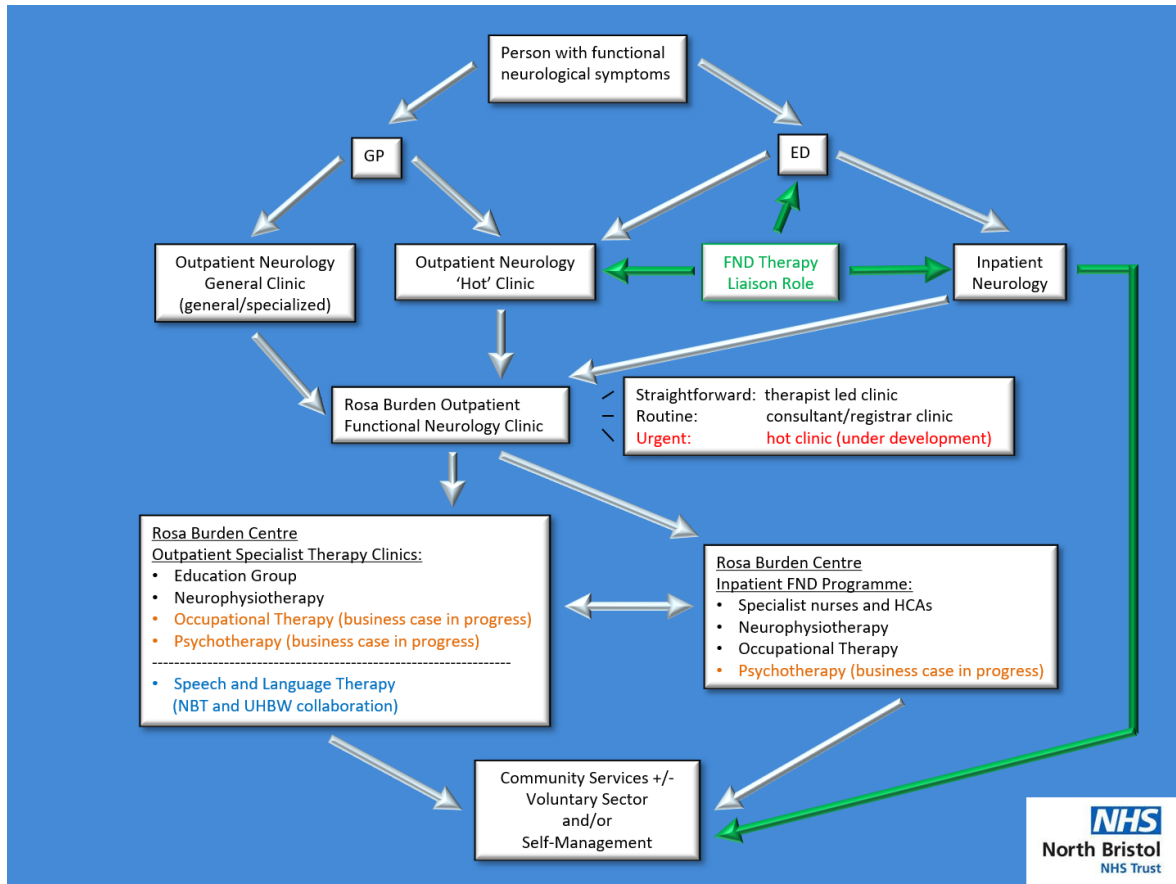 Person with functional
neurological symptoms
GP
ED
Outpatient Neurology
General Clinic
(general/specialized)
Outpatient Neurology
‘Hot’ Clinic
FND Therapy
Liaison Role
Inpatient
Neurology
Rosa Burden Outpatient
Functional Neurology Clinic
Straightforward: therapist led clinic
Routine: consultant/registrar clinic
Urgent: hot clinic (under development)
Rosa Burden Centre
Outpatient Specialist Therapy Clinics:
• Education Group
• Neurophysiotherapy
• Occupational Therapy (business case in progress)
• Psychotherapy (business case in progress)
• Speech and Language Therapy
(NBT and UHBW collaboration)
Rosa Burden Centre
Inpatient FND Programme:
• Specialist nurses and HCAs
• Neurophysiotherapy
• Occupational Therapy
• Psychotherapy (business case in progress)
Community Services +/-
Voluntary Sector
and/or
Self-Management
NHS
North Bristol
NHS Trust